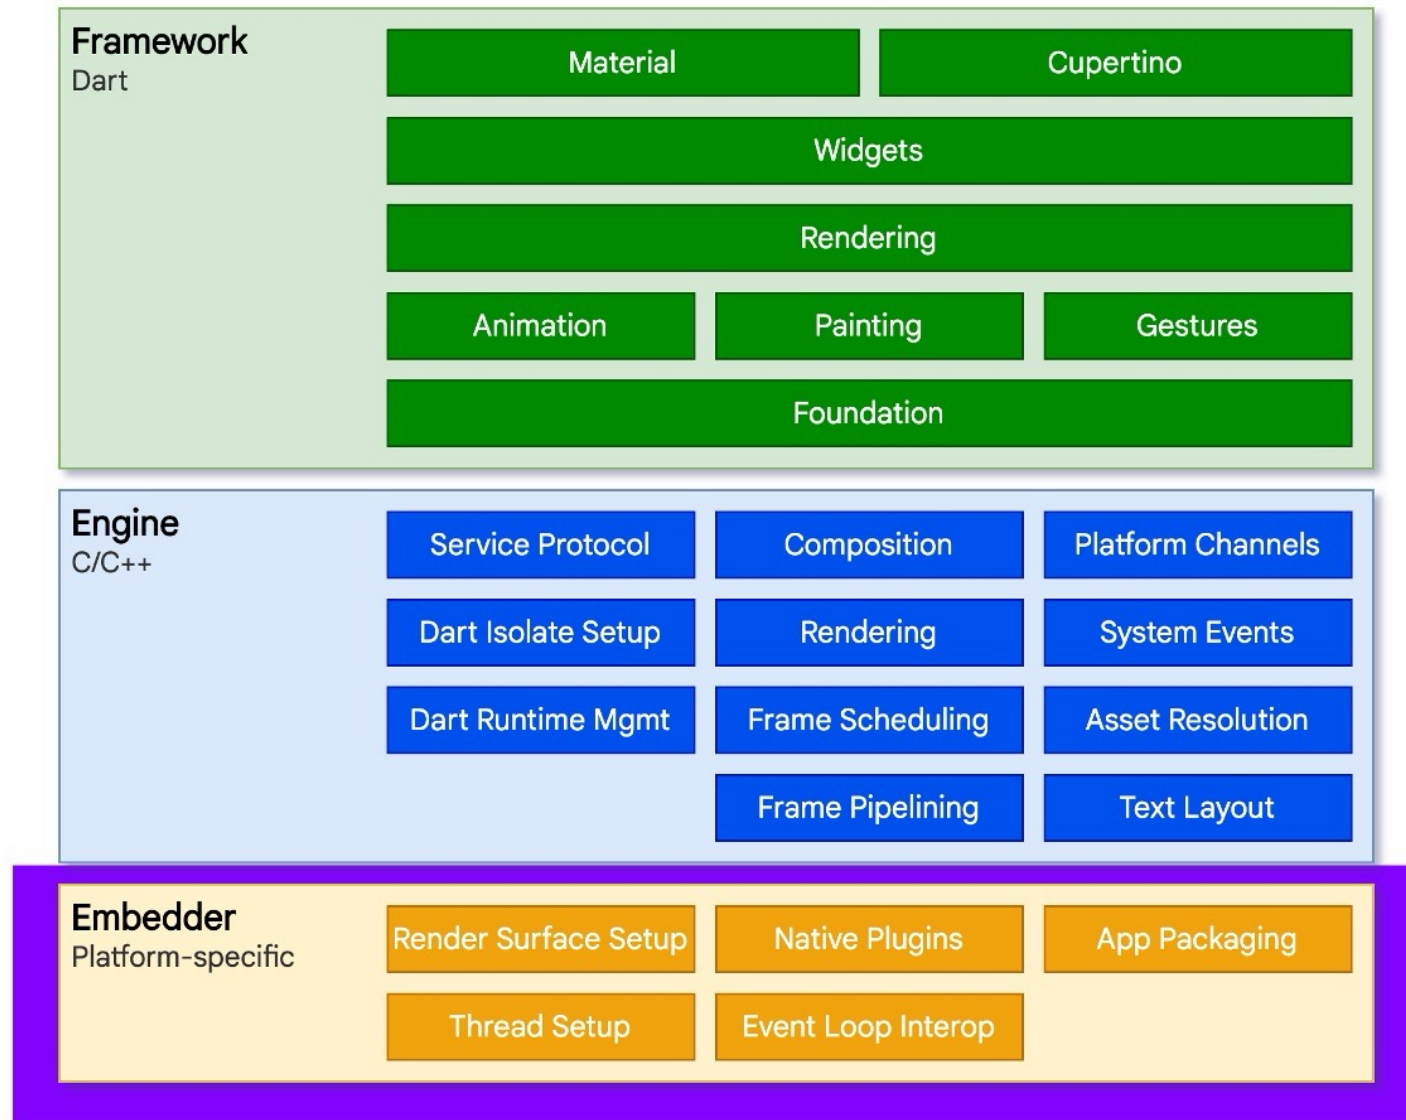 Framework
Dart
Material
Cupertino
Widgets
Rendering
Animation
Painting
Gestures
Foundation
Engine
C/C++
Service Protocol
Composition
Platform Channels
Dart Isolate Setup
Rendering
System Events
Dart Runtime Mgmt
Frame Scheduling
Asset Resolution
Frame Pipelining
Text Layout
Embedder
Platform-specific
Render Surface Setup
Native Plugins
App Packaging
Thread Setup
Event Loop Interop